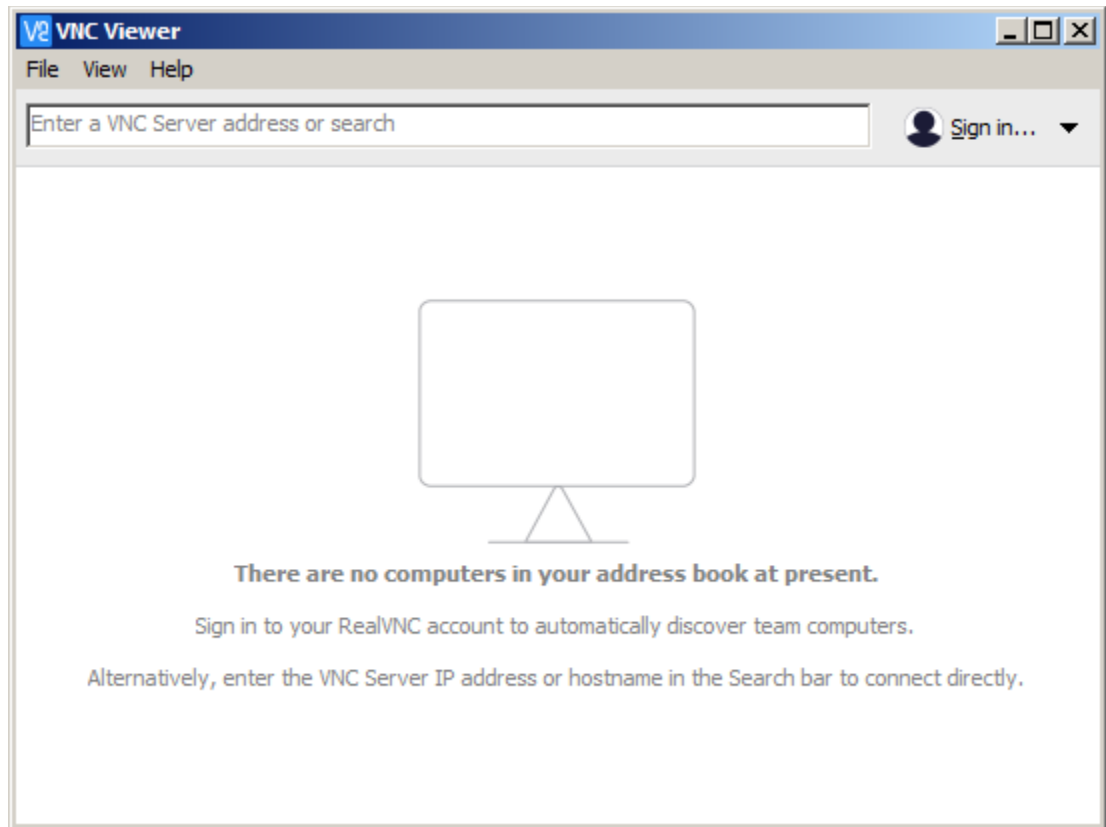 VNC Viewer
File View Help
Enter a VNC Server address or search
Sign in...
There are no computers in your address book at present.
Sign in to your RealVNC account to automatically discover team computers.
Alternatively, enter the VNC Server IP address or hostname in the Search bar to connect directly.